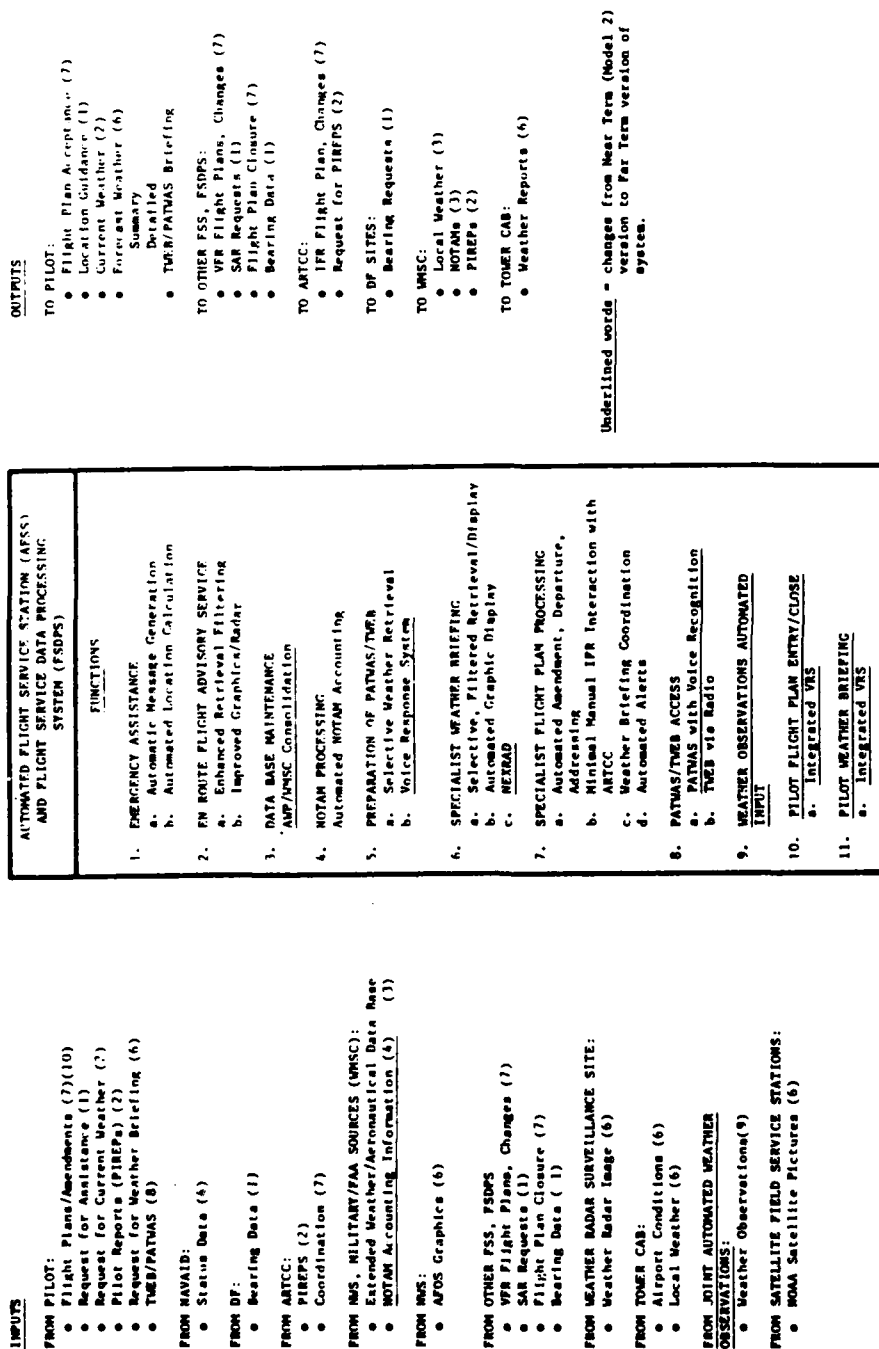 INPUTS
FROM PILOT:
• Flight Plans/Amendments (7)(10)
• Request for Assistance (1)
• Request for Current Weather (2)
• Pilot Reports (PIREPs) (2)
• Request for Weather Briefing (6)
• TWEB/PATWAS (8)
FROM NAVAID:
• Status Data (4)
FROM DF:
• Bearing Data (1)
FROM ARTCC:
• PIREPS (2)
• Coordination (7)
FROM NWS, MILITARY/FAA SOURCES (WMSC):
• Extended Weather/Aeronautical Data Base
• NOTAM Accounting Information (4) (3)
FROM NWS:
• AFOS Graphics (6)
FROM OTHER FSS, FSDPS
• VFR Flight Plans, Changes (7)
• SAR Requests (1)
• Flight Plan Closure (7)
• Bearing Data ( 1)
FROM WEATHER RADAR SURVEILLANCE SITE:
• Weather Radar Image (6)
FROM TOWER CAB:
• Airport Conditions (6)
• Local Weather (6)
FROM JOINT AUTOMATED WEATHER
OBSERVATIONS:
• Weather Observations(9)
FROM SATELLITE FIELD SERVICE STATIONS:
• NOAA Satellite Pictures (6)
AUTOMATED FLIGHT SERVICE STATION (AFSS)
AND FLIGHT SERVICE DATA PROCESSING
SYSTEM (FSDPS)
FUNCTIONS
1. EMERGENCY ASSISTANCE
a. Automatic Message Generation
b. Automated Location Calculation
2. EN ROUTE FLIGHT ADVISORY SERVICE
a. Enhanced Retrieval Filtering
b. Improved Graphics/Radar
3. DATA BASE MAINTENANCE
AWP/WMSC Consolidation
4. NOTAM PROCESSING
Automated NOTAM Accounting
5. PREPARATION OF PATWAS/TWEB
a. Selective Weather Retrieval
b. Voice Response System
6. SPECIALIST WEATHER BRIEFING
a. Selective, Filtered Retrieval/Display
b. Automated Graphic Display
c. NEXRAD
7. SPECIALIST FLIGHT PLAN PROCESSING
a. Automated Amendment, Departure,
Addressing
b. Minimal Manual IFR Interaction with
ARTCC
c. Weather Briefing Coordination
d. Automated Alerts
8. PATWAS/TWEB ACCESS
a. PATWAS with Voice Recognition
b. TWEB via Radio
9. WEATHER OBSERVATIONS AUTOMATED
INPUT
10. PILOT FLIGHT PLAN ENTRY/CLOSE
a. Integrated VRS
11. PILOT WEATHER BRIEFING
a. Integrated VRS
OUTPUTS
TO PILOT:
• Flight Plan Acceptance (7)
• Location Guidance (1)
• Current Weather (2)
• Forecast Weather (6)
Summary
Detailed
• TWEB/PATWAS Briefing
TO OTHER FSS, FSDPS:
• VFR Flight Plans, Changes (7)
• SAR Requests (1)
• Flight Plan Closure (7)
• Bearing Data (1)
TO ARTCC:
• IFR Flight Plan, Changes (7)
• Request for PIREPS (2)
TO DF SITES:
• Bearing Requests (1)
TO WMSC:
• Local Weather (3)
• NOTAMs (3)
• PIREPs (2)
TO TOWER CAB:
• Weather Reports (6)
Underlined words = changes from Near Term (Model 2)
version to Far Term version of
system.